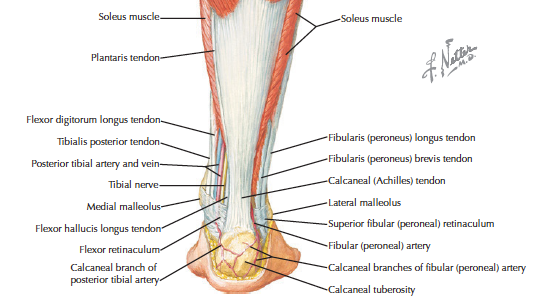 Soleus muscle
Plantaris tendon
Flexor digitorum longus tendon
Tibialis posterior tendon
Posterior tibial artery and vein
Tibial nerve
Medial malleolus
Flexor hallucis longus tendon
Flexor retinaculum
Calcaneal branch of
posterior tibial artery
Soleus muscle
F. Netter
M.D.
Fibularis (peroneus) longus tendon
Fibularis (peroneus) brevis tendon
Calcaneal (Achilles) tendon
Lateral malleolus
Superior fibular (peroneal) retinaculum
Fibular (peroneal) artery
Calcaneal branches of fibular (peroneal) artery
Calcaneal tuberosity